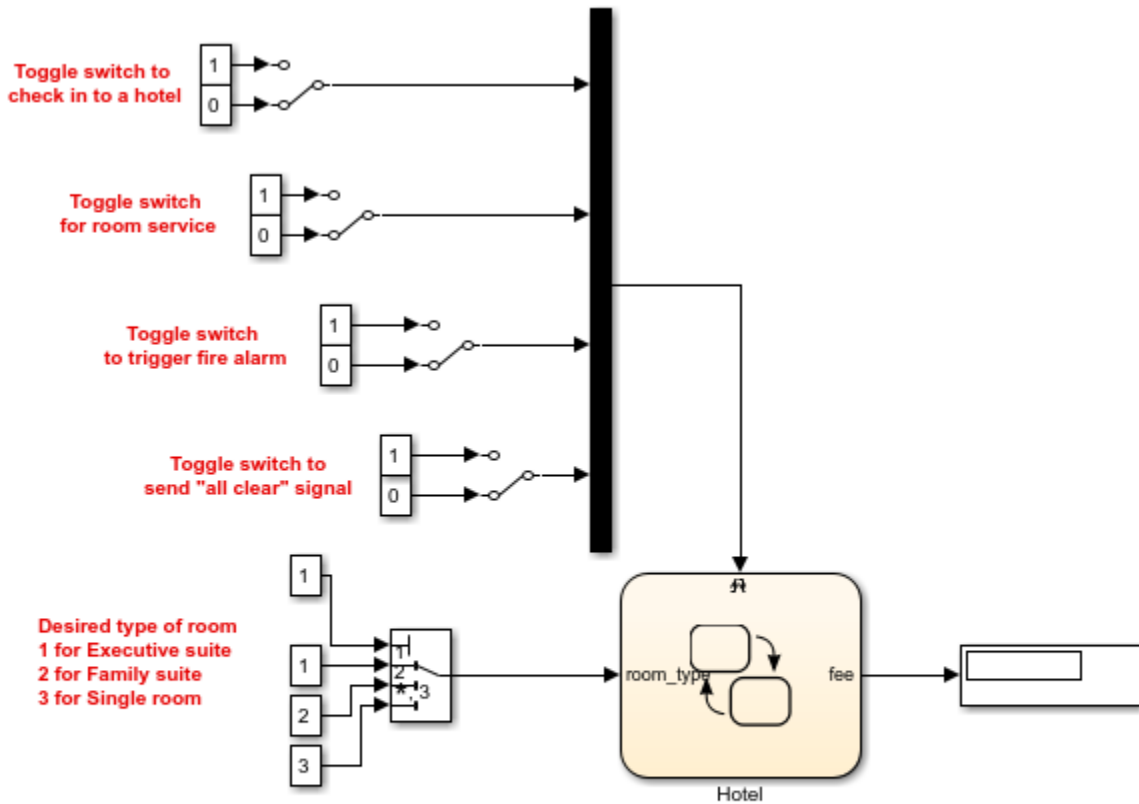 Toggle switch to
check in to a hotel
1
0
Toggle switch
for room service
1
0
Toggle switch
to trigger fire alarm
1
0
Toggle switch to
send "all clear" signal
1
0
1
Desired type of room
1 for Executive suite
2 for Family suite
3 for Single room
1
2
3
1
2
*, 3
room_type
fee
Hotel